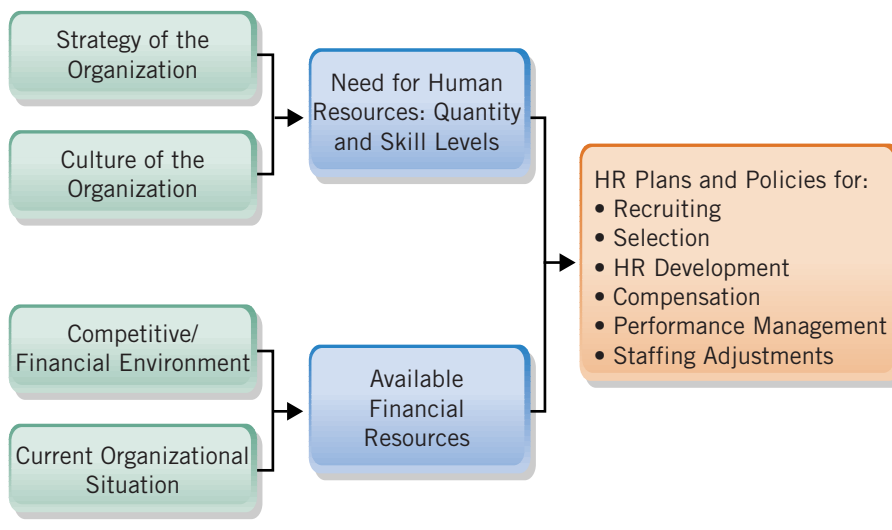 Strategy of the
Organization
Culture of the
Organization
Need for Human
Resources: Quantity
and Skill Levels
Competitive/
Financial Environment
Current Organizational
Situation
Available
Financial
Resources
HR Plans and Policies for:
• Recruiting
• Selection
• HR Development
• Compensation
• Performance Management
• Staffing Adjustments